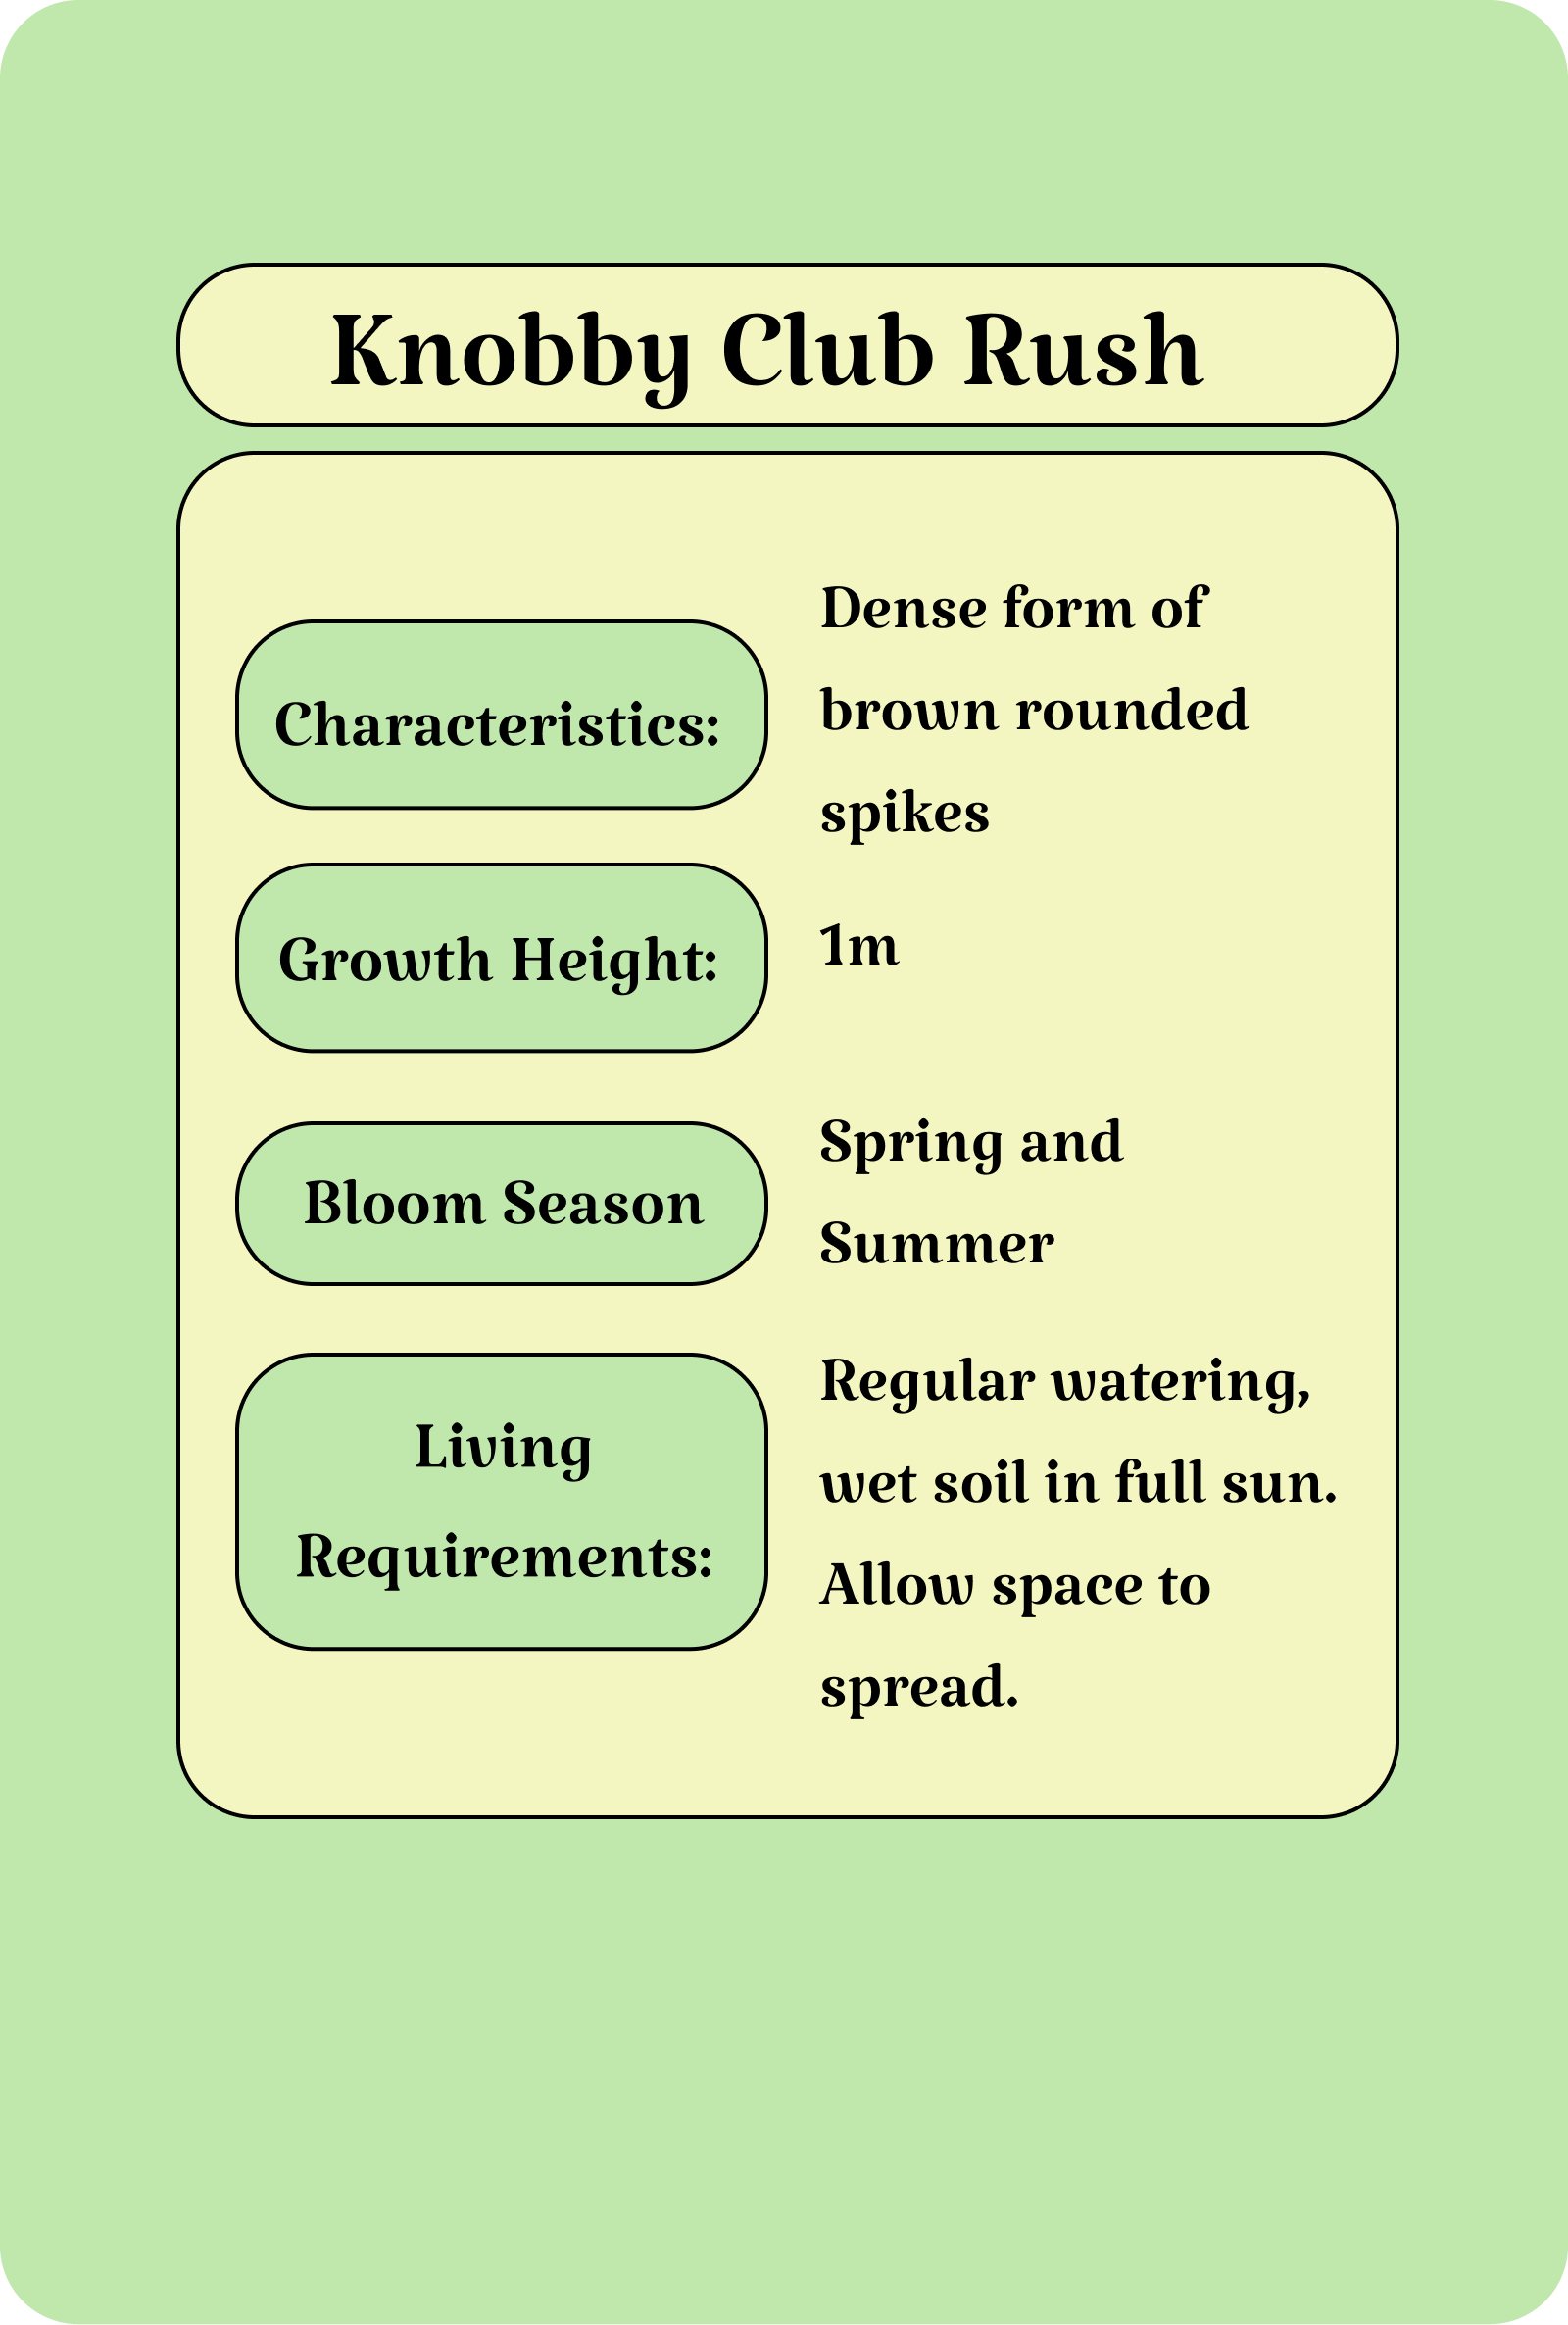 Knobby Club Rush
Characteristics:
Dense form of
brown rounded
spikes
Growth Height:
1m
Bloom Season
Spring and
Summer
Living
Requirements:
Regular watering,
wet soil in full sun.
Allow space to
spread.